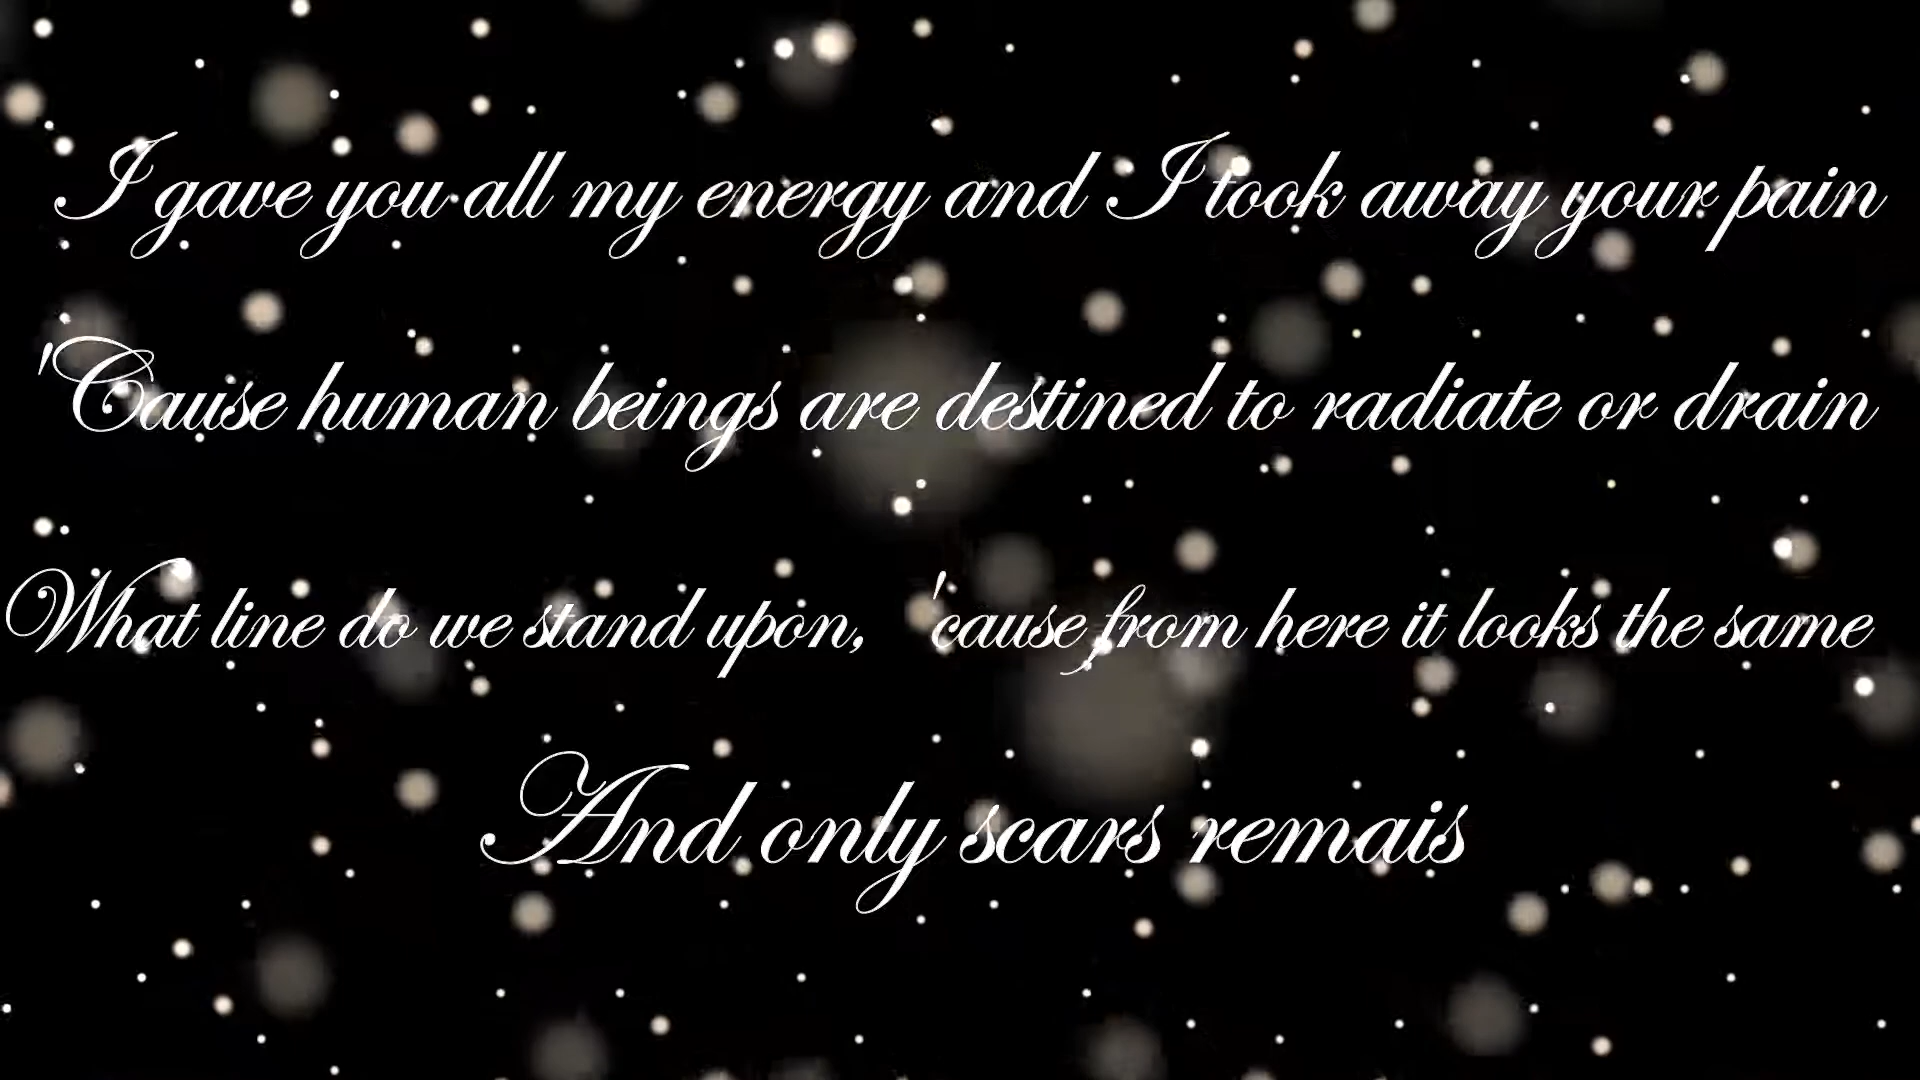 I gave you all my energy and I took away your pain
'Cause human beings are destined to radiate or drain
What line do we stand upon, 'cause from here it looks the same
And only scars remais